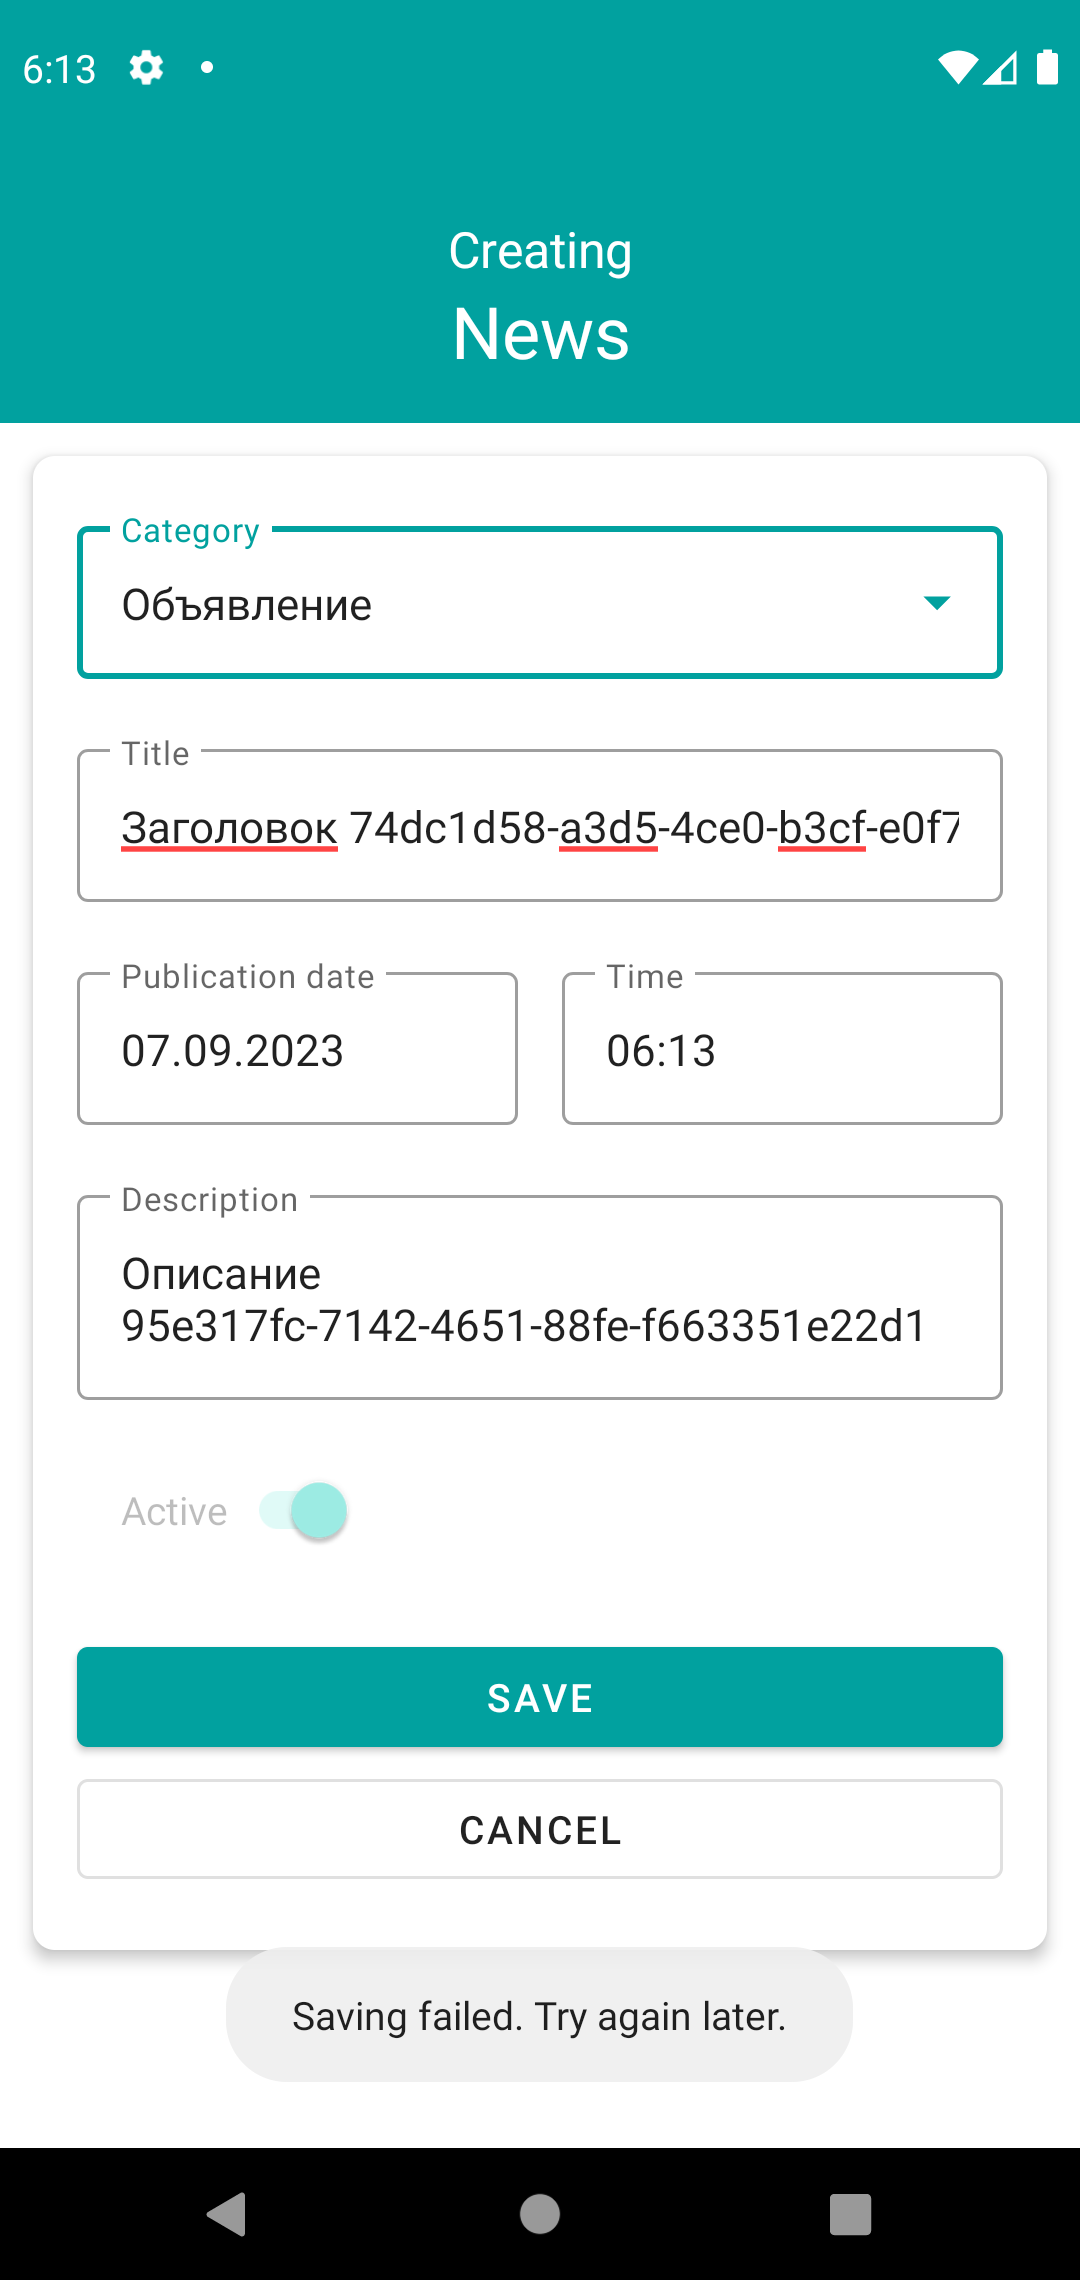 6:13
Creating
News
Category
Объявление
Title
Заголовок 74dc1d58-a3d5-4ce0-b3cf-e0f7
Publication date
07.09.2023
Time
06:13
Description
Описание
95e317fc-7142-4651-88fe-f663351e22d1
Active
SAVE
CANCEL
Saving failed. Try again later.